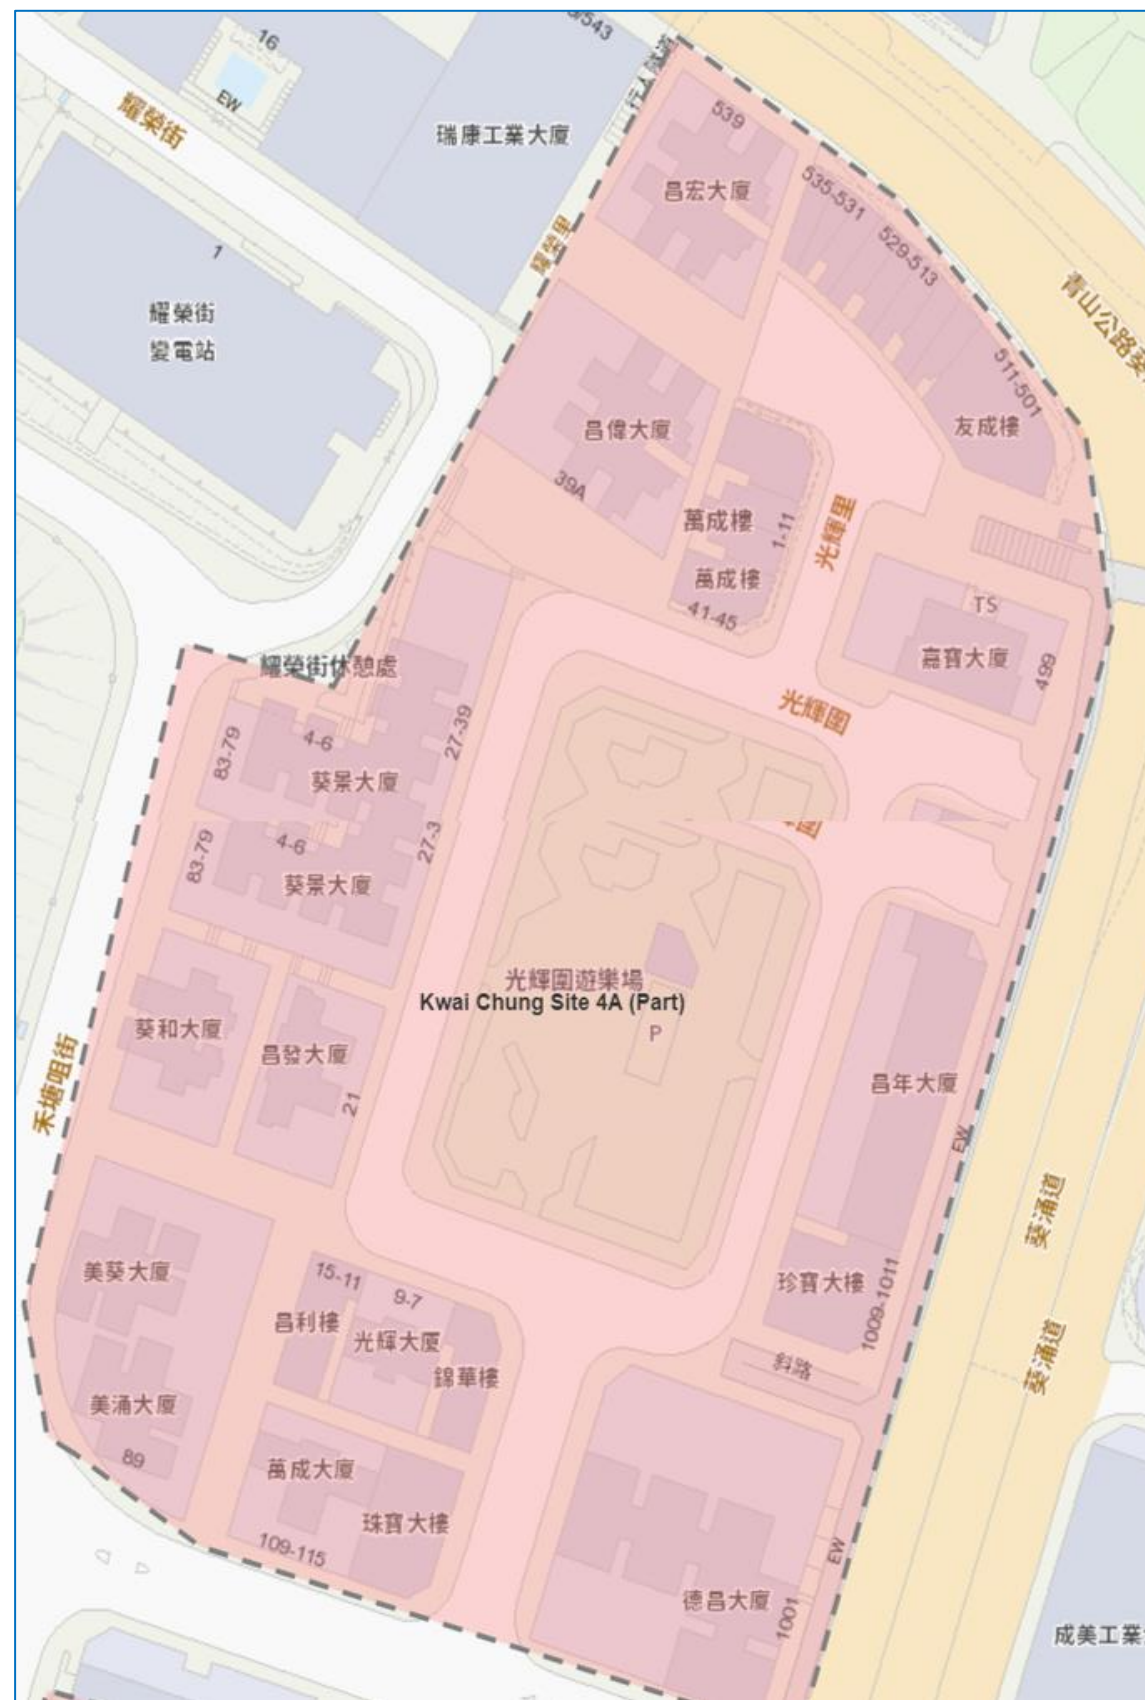 16
/543
行人隧道
EW
耀榮街
瑞康工業大廈
539
昌宏大廈
535-531
耀榮里
529-513
1
青山公路葵
耀榮街
變電站
511-501
昌偉大廈
友成樓
39A
萬成樓
1-11
光輝里
萬成樓
41-45
TS
嘉寶大廈
499
耀榮街休憩處
光輝圍
83-79
4-6
27-39
葵景大廈
圍
83-79
4-6
27-3
葵景大廈
光輝圍遊樂場
Kwai Chung Site 4A (Part)
P
葵和大廈
昌發大廈
21
昌年大廈
禾塘咀街
EW
葵涌道
美葵大廈
15-11
9-7
珍寶大樓
1009-1011
昌利樓
光輝大厦
錦華樓
斜路
葵涌道
美涌大廈
89
萬成大廈
珠寶大樓
109-115
EW
德昌大廈
1001
成美工業